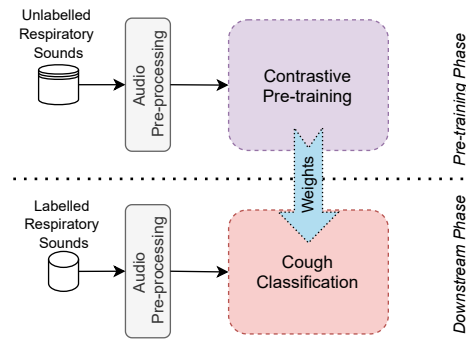 Unlabelled
Respiratory
Sounds
Audio
Pre-processing
Contrastive
Pre-training
Pre-training Phase
Weights
Labelled
Respiratory
Sounds
Audio
Pre-processing
Cough
Classification
Downstream Phase